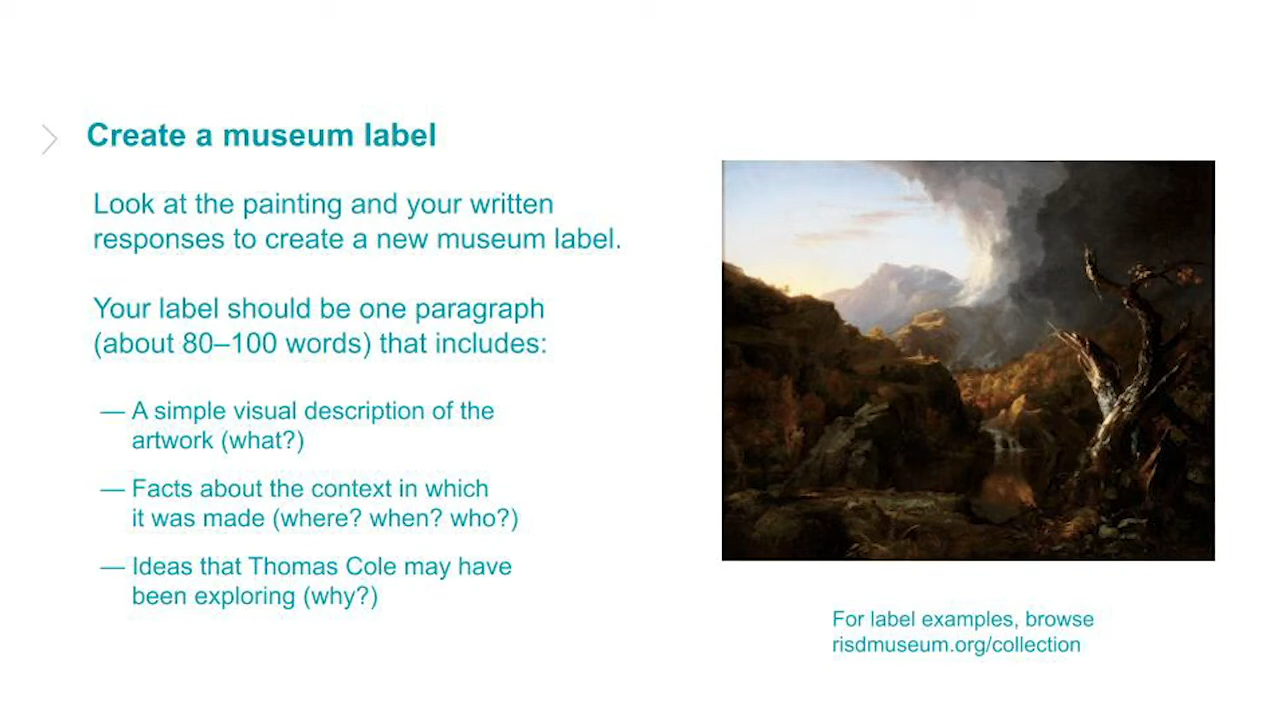 Create a museum label
Look at the painting and your written
responses to create a new museum label.
Your label should be one paragraph
(about 80–100 words) that includes:
— A simple visual description of the
artwork (what?)
— Facts about the context in which
it was made (where? when? who?)
— Ideas that Thomas Cole may have
been exploring (why?)
For label examples, browse
risdmuseum.org/collection